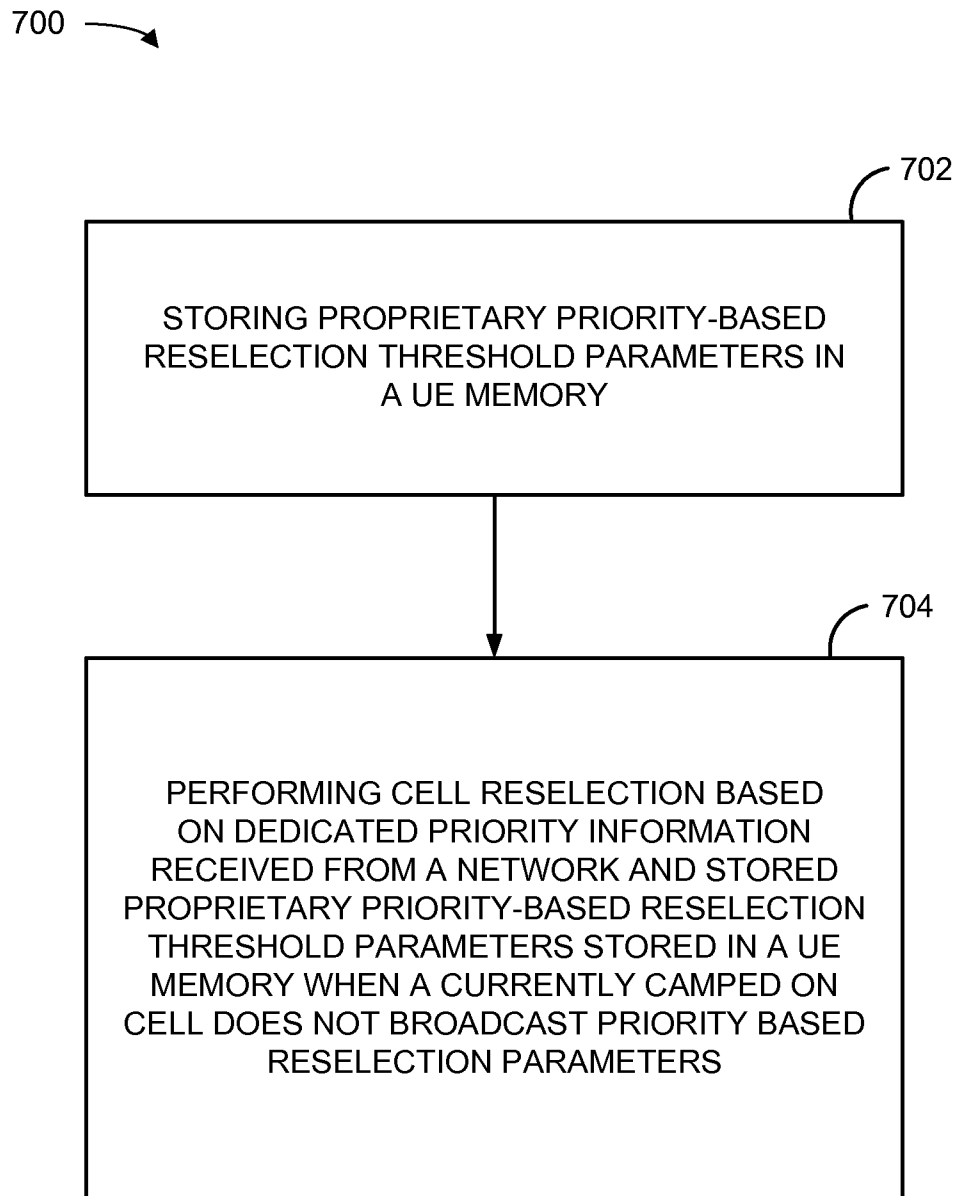 700
702
STORING PROPRIETARY PRIORITY-BASED
RESELECTION THRESHOLD PARAMETERS IN
A UE MEMORY
704
PERFORMING CELL RESELECTION BASED
ON DEDICATED PRIORITY INFORMATION
RECEIVED FROM A NETWORK AND STORED
PROPRIETARY PRIORITY-BASED RESELECTION
THRESHOLD PARAMETERS STORED IN A UE
MEMORY WHEN A CURRENTLY CAMPED ON
CELL DOES NOT BROADCAST PRIORITY BASED
RESELECTION PARAMETERS